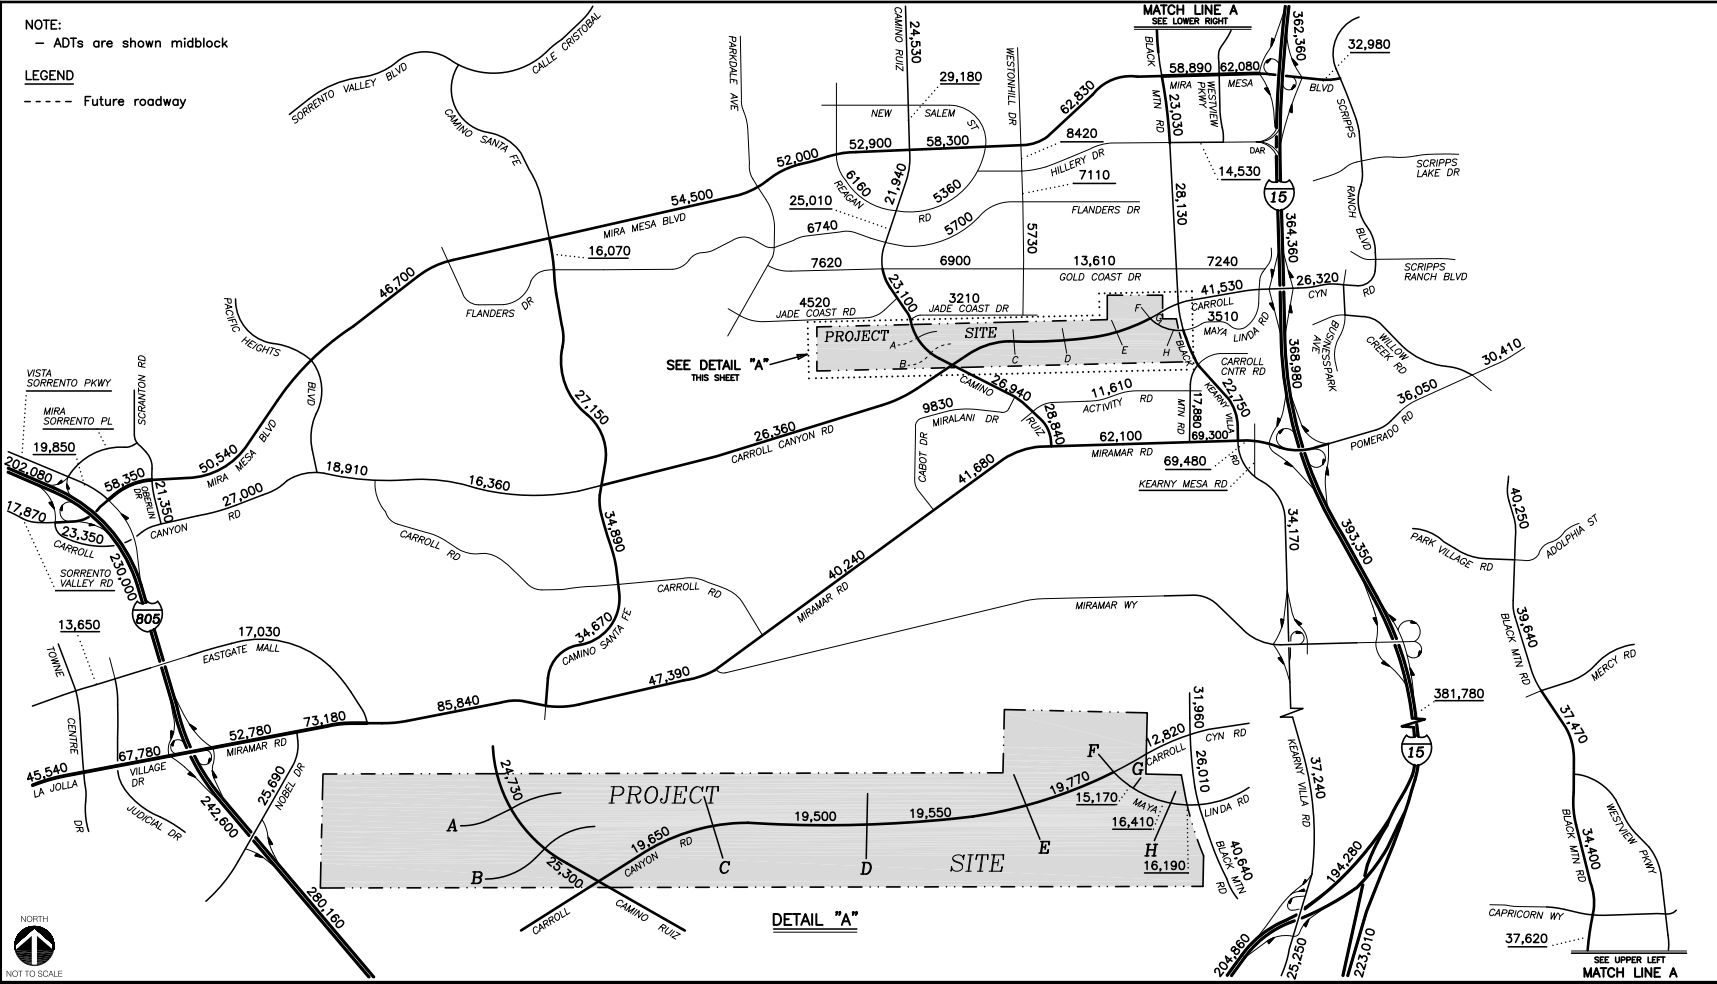 NOTE:
– ADTs are shown midblock
LEGEND
Future roadway
SORRENTO VALLEY BLVD
CALLE CRISTOBAL
CAMINO SANTA FE
PARKDALE AVE
CAMINO RUIZ
24,530
29,180
NEW SALEM ST
WESTONHILL DR
MATCH LINE A
SEE LOWER RIGHT
BLACK MTN RD
58,890
62,080
MIRA MESA BLVD
WESTVIEW PKWY
23,030
362,360
32,980
SCRIPPS RANCH BLVD
62,830
8420
HILLERY DR
7110
DAR
14,530
15
SCRIPPS LAKE DR
52,000
52,900
58,300
54,500
MIRA MESA BLVD
6160
REAGAN RD
21,940
5360
25,010
6740
5700
FLANDERS DR
5730
28,130
364,360
16,070
46,700
FLANDERS DR
7620
6900
13,610
7240
GOLD COAST DR
SCRIPPS RANCH BLVD
23,100
4520
JADE COAST RD
3210
JADE COAST DR
41,530
CARROLL CYN RD
26,320
3510
MAYA LINDA RD
PROJECT SITE
A
B
C
D
E
F
G
H
SEE DETAIL "A"
THIS SHEET
BLACK MTN RD
CARROLL CNTR RD
368,980
BUSINESSPARK AVE
WILLOW CREEK RD
30,410
36,050
POMERADO RD
PACIFIC HEIGHTS BLVD
VISTA SORRENTO PKWY
SCRANTON RD
MIRA SORRENTO PL
19,850
202,080
58,350
50,540
MIRA MESA BLVD
OBERLIN DR
21,350
17,870
23,350
CARROLL CANYON RD
27,000
18,910
16,360
27,150
26,360
CARROLL CANYON RD
CAMINO RUIZ
26,940
28,840
9830
MIRALANI DR
CABOT DR
11,610
ACTIVITY RD
17,880
22,750
KEARNY VILLA RD
62,100
69,300
MIRAMAR RD
69,480
KEARNY MESA RD
41,680
SORRENTO VALLEY RD
230,000
805
CARROLL RD
34,890
CARROLL RD
40,240
MIRAMAR RD
34,170
393,350
MIRAMAR WY
34,670
CAMINO SANTA FE
13,650
17,030
EASTGATE MALL
TOWNE CENTRE DR
47,390
85,840
73,180
52,780
MIRAMAR RD
67,780
45,540
LA JOLLA VILLAGE DR
JUDICIAL DR
25,690
NOBEL DR
242,600
280,160
PROJECT SITE
24,730
A
B
25,300
CARROLL CANYON RD
CAMINO RUIZ
19,650
19,500
19,550
19,770
C
D
E
F
G
H
12,820
CARROLL CYN RD
31,960
26,010
15,170
MAYA LINDA RD
16,410
16,190
40,640
BLACK MTN RD
DETAIL "A"
KEARNY VILLA RD
37,240
381,780
15
194,280
204,860
25,250
223,010
40,250
PARK VILLAGE RD
ADOLPHIA ST
39,640
BLACK MTN RD
MERCY RD
37,470
WESTVIEW PKWY
BLACK MTN RD
34,400
CAPRICORN WY
37,620
SEE UPPER LEFT
MATCH LINE A
NORTH
NOT TO SCALE